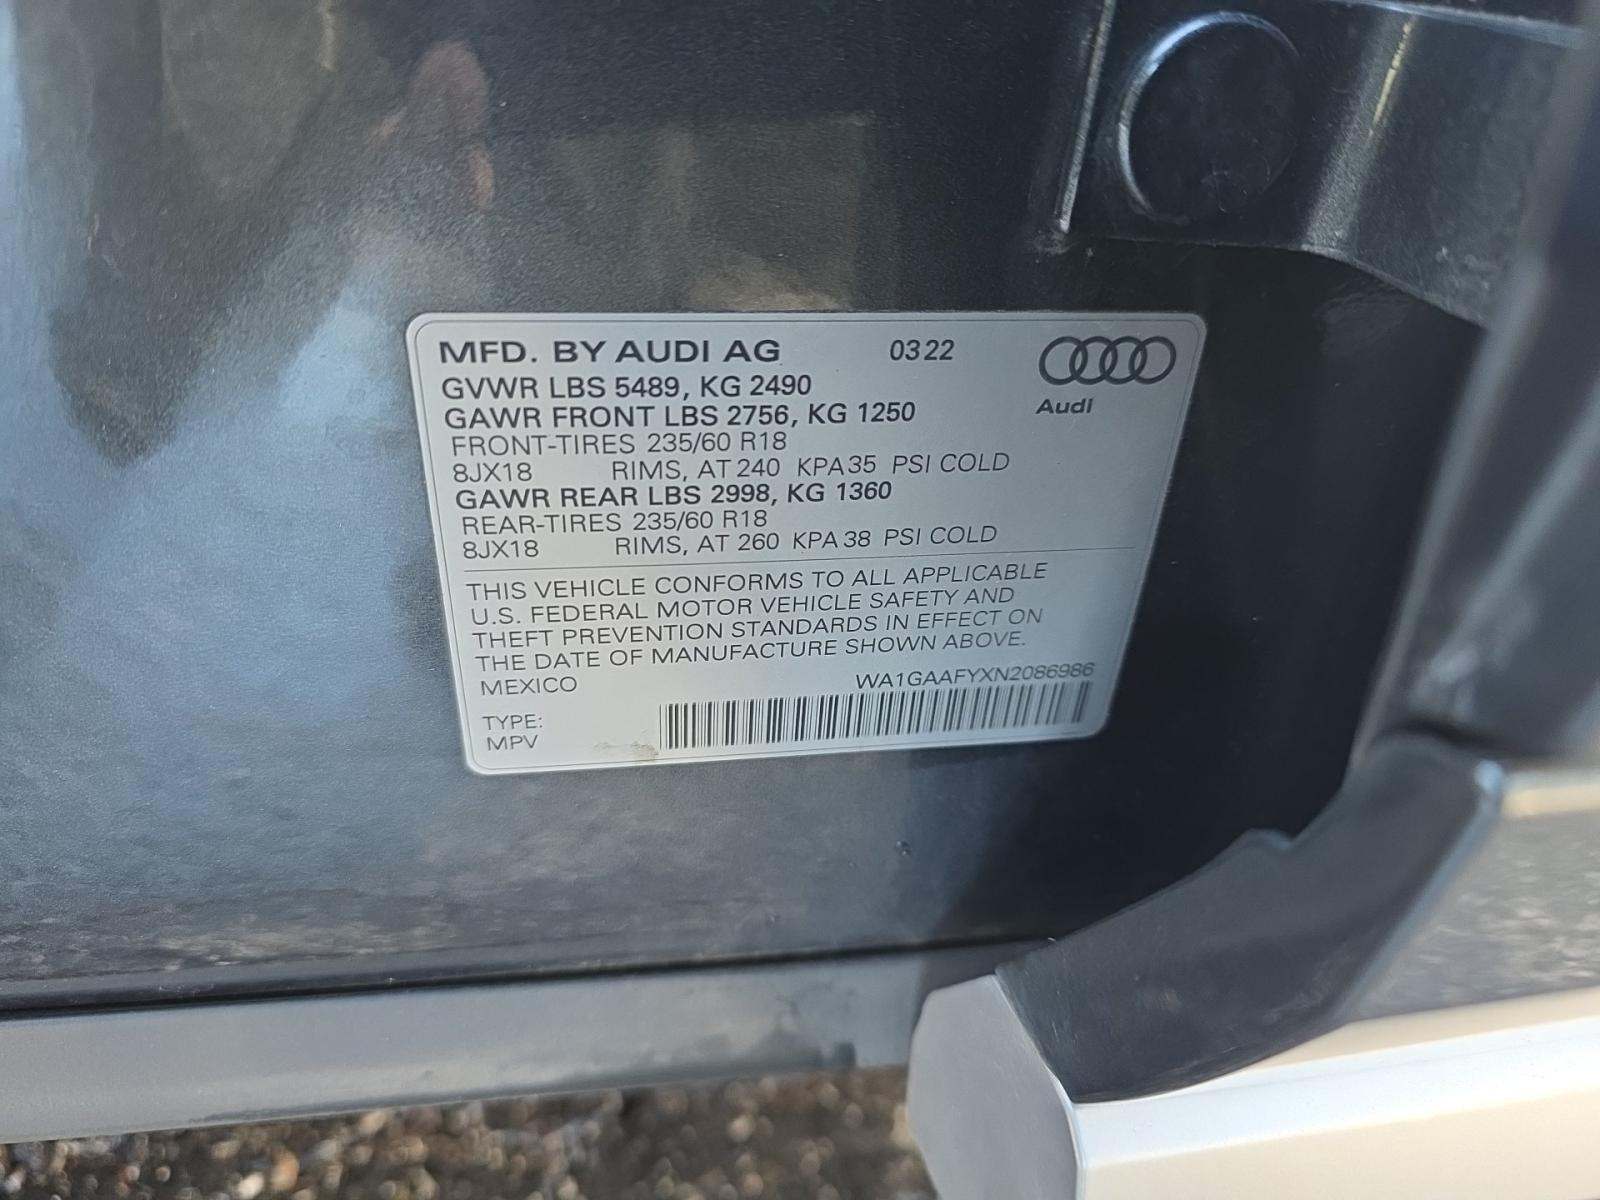 MFD. BY AUDI AG 0322
GVWR LBS 5489, KG 2490
GAWR FRONT LBS 2756, KG 1250
Audi
FRONT-TIRES 235/60 R18
8JX18 RIMS, AT 240 KPA 35 PSI COLD
GAWR REAR LBS 2998, KG 1360
REAR-TIRES 235/60 R18
8JX18 RIMS, AT 260 KPA 38 PSI COLD
THIS VEHICLE CONFORMS TO ALL APPLICABLE
U.S. FEDERAL MOTOR VEHICLE SAFETY AND
THEFT PREVENTION STANDARDS IN EFFECT ON
THE DATE OF MANUFACTURE SHOWN ABOVE.
MEXICO WA1GAAFYXN2086986
TYPE:
MPV